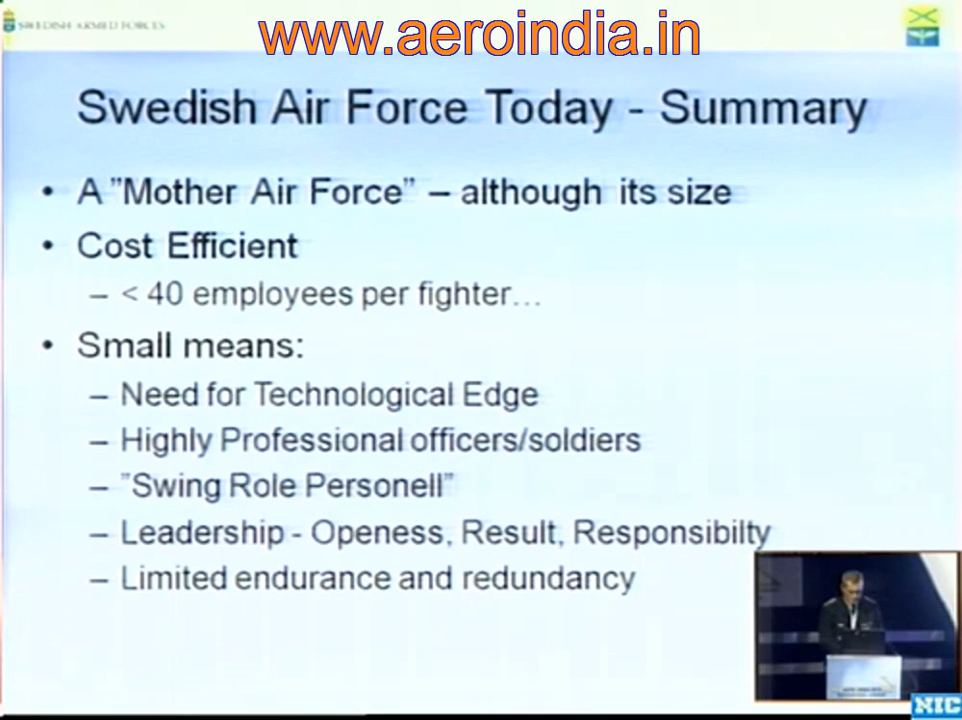 SWEDISH ARMED FORCES
www.aeroindia.in
Swedish Air Force Today - Summary
• A ”Mother Air Force” – although its size
• Cost Efficient
– < 40 employees per fighter…
• Small means:
– Need for Technological Edge
– Highly Professional officers/soldiers
– ”Swing Role Personell”
– Leadership - Openess, Result, Responsibilty
– Limited endurance and redundancy
NIC